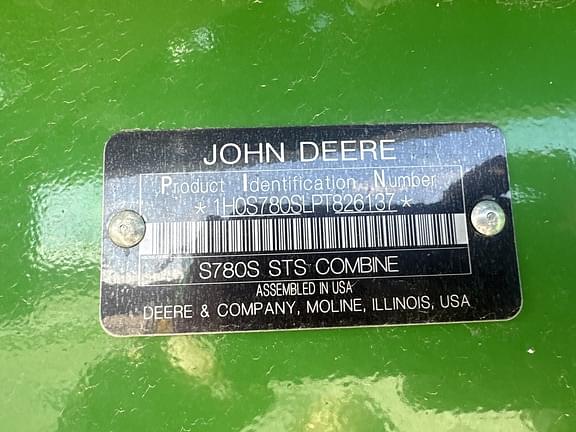 JOHN DEERE
Product Identification Number
*1H0S780SLPT826137*
S780S STS COMBINE
ASSEMBLED IN USA
DEERE & COMPANY, MOLINE, ILLINOIS, USA